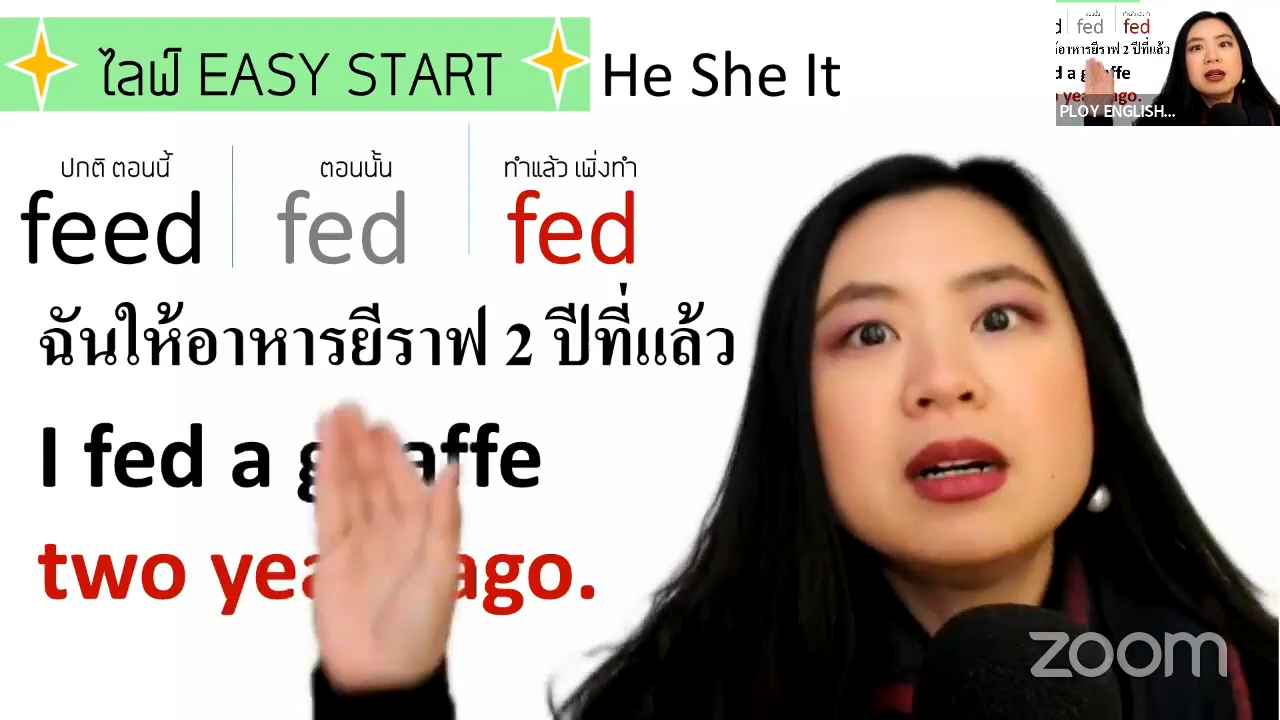 ไลฟ์ EASY START He She It
ปกติ ตอนนี้ ตอนนั้น ทำแล้ว เพิ่งทำ
feed fed fed
ฉันให้อาหารยีราฟ 2 ปีที่แล้ว
I fed a
two ago.
zoom
fed fed
PLOY ENGLISH...